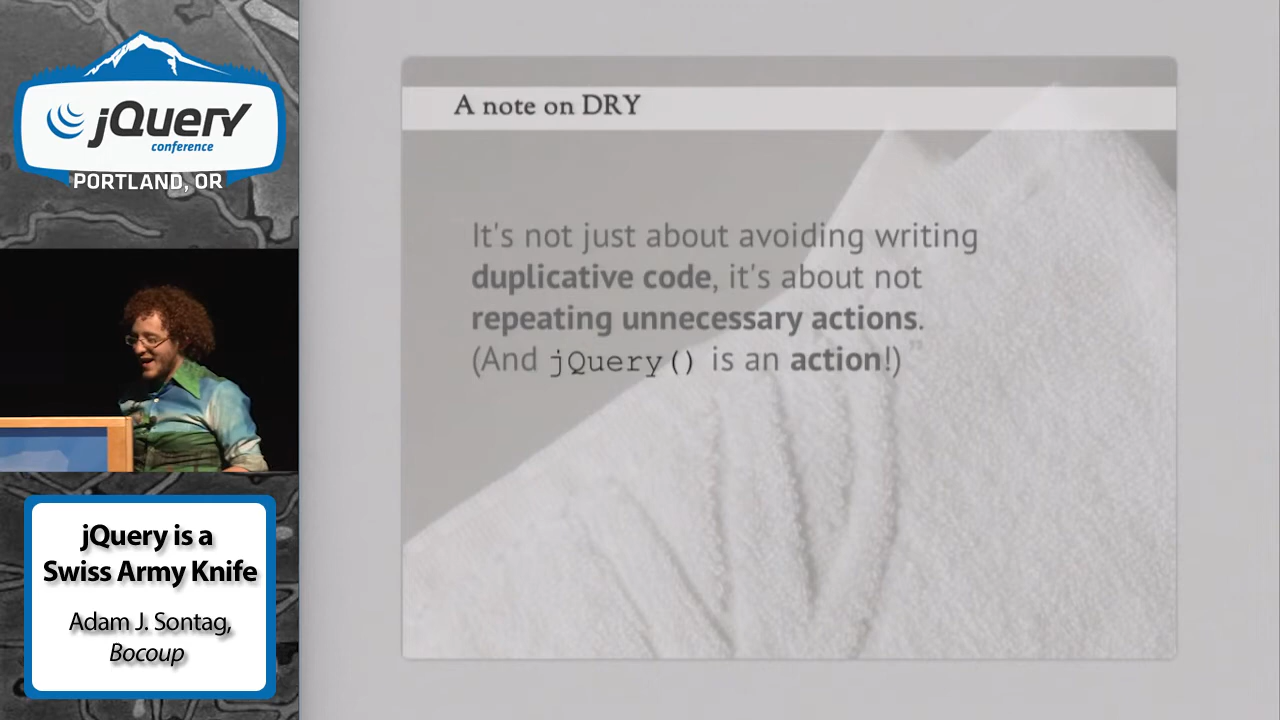 jQuery
conference
PORTLAND, OR
A note on DRY
It's not just about avoiding writing
duplicative code, it's about not
repeating unnecessary actions.
(And jQuery() is an action!)"
jQuery is a
Swiss Army Knife
Adam J. Sontag,
Bocoup